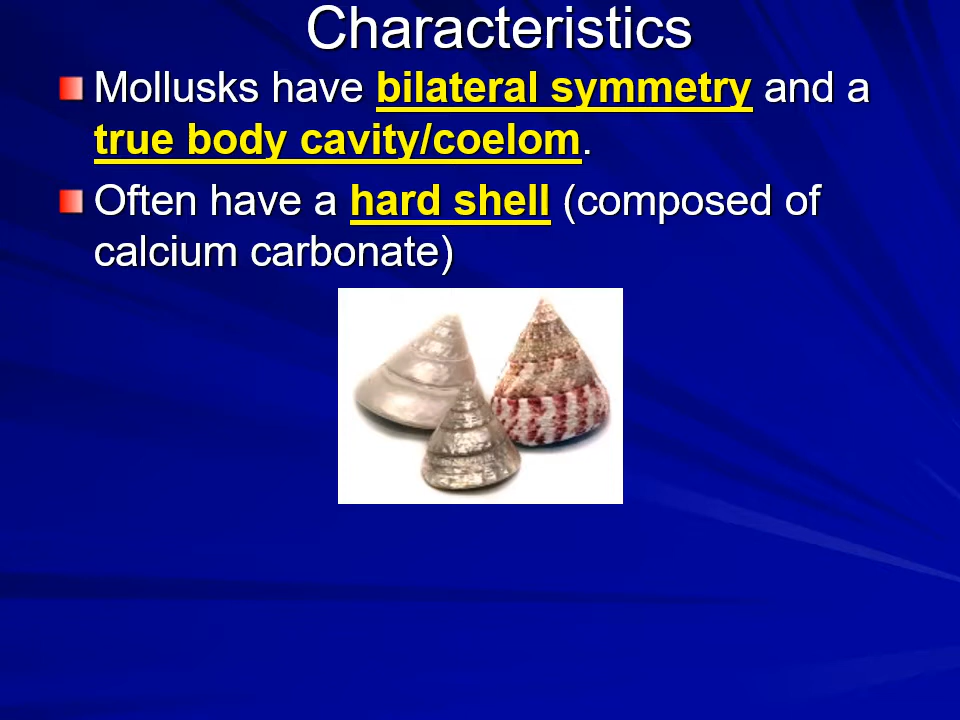 Characteristics
Mollusks have bilateral symmetry and a
true body cavity/coelom.
Often have a hard shell (composed of
calcium carbonate)